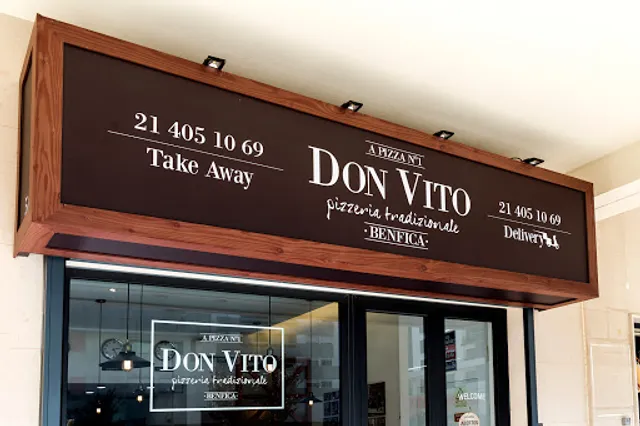 21 405 10 69
Take Away
A PIZZA Nº1
DON VITO
pizzeria tradizionale
·BENFICA·
21 405 10 69
Delivery
A PIZZA Nº1
DON VITO
pizzeria tradizionale
·BENFICA·
WELCOME